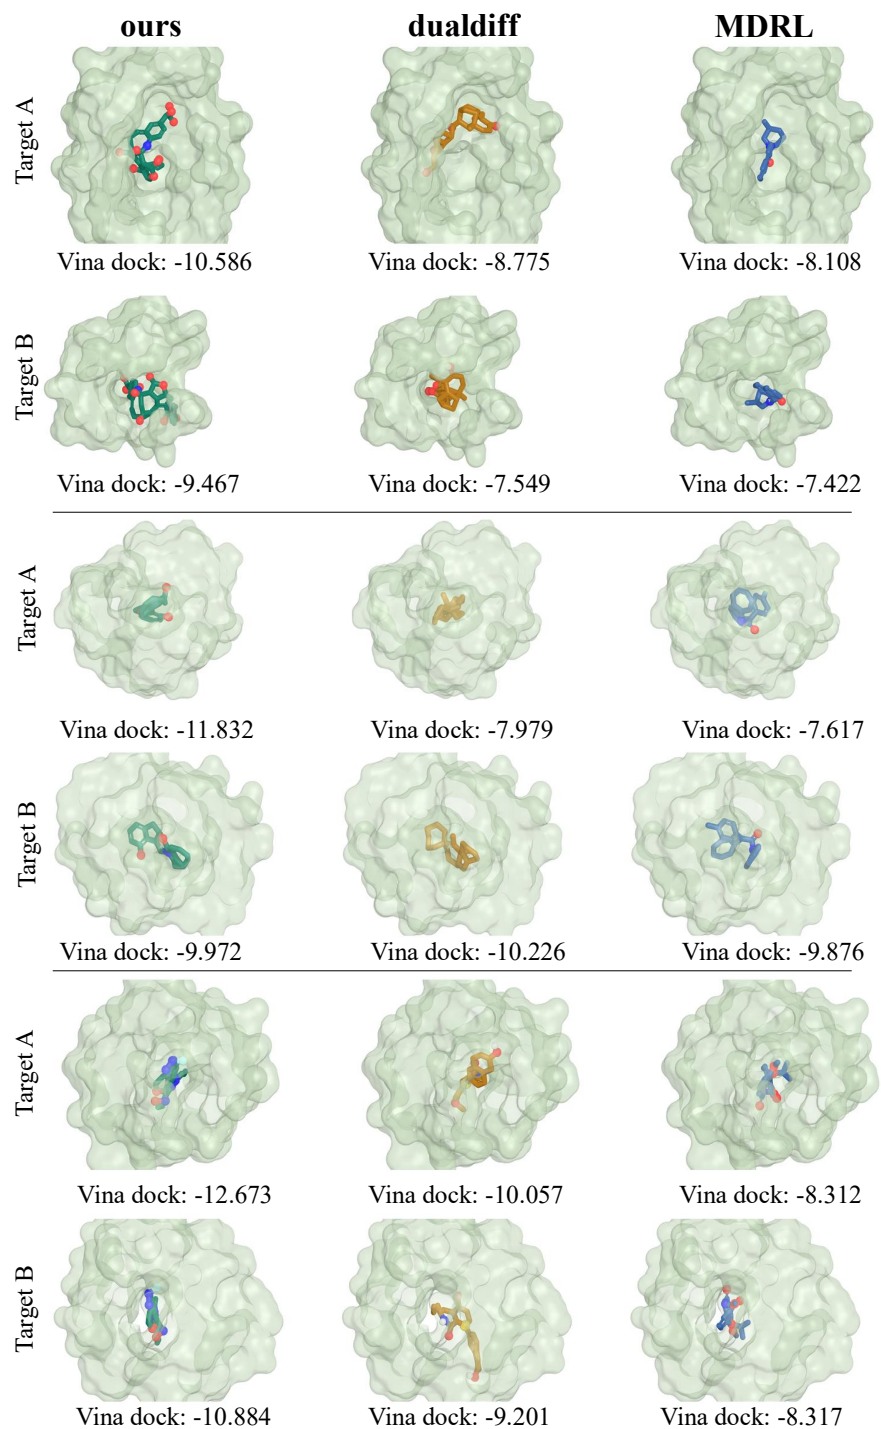 ours dualdiff MDRL
Target A
Vina dock: -10.586 Vina dock: -8.775 Vina dock: -8.108
Target B
Vina dock: -9.467 Vina dock: -7.549 Vina dock: -7.422
Target A
Vina dock: -11.832 Vina dock: -7.979 Vina dock: -7.617
Target B
Vina dock: -9.972 Vina dock: -10.226 Vina dock: -9.876
Target A
Vina dock: -12.673 Vina dock: -10.057 Vina dock: -8.312
Target B
Vina dock: -10.884 Vina dock: -9.201 Vina dock: -8.317